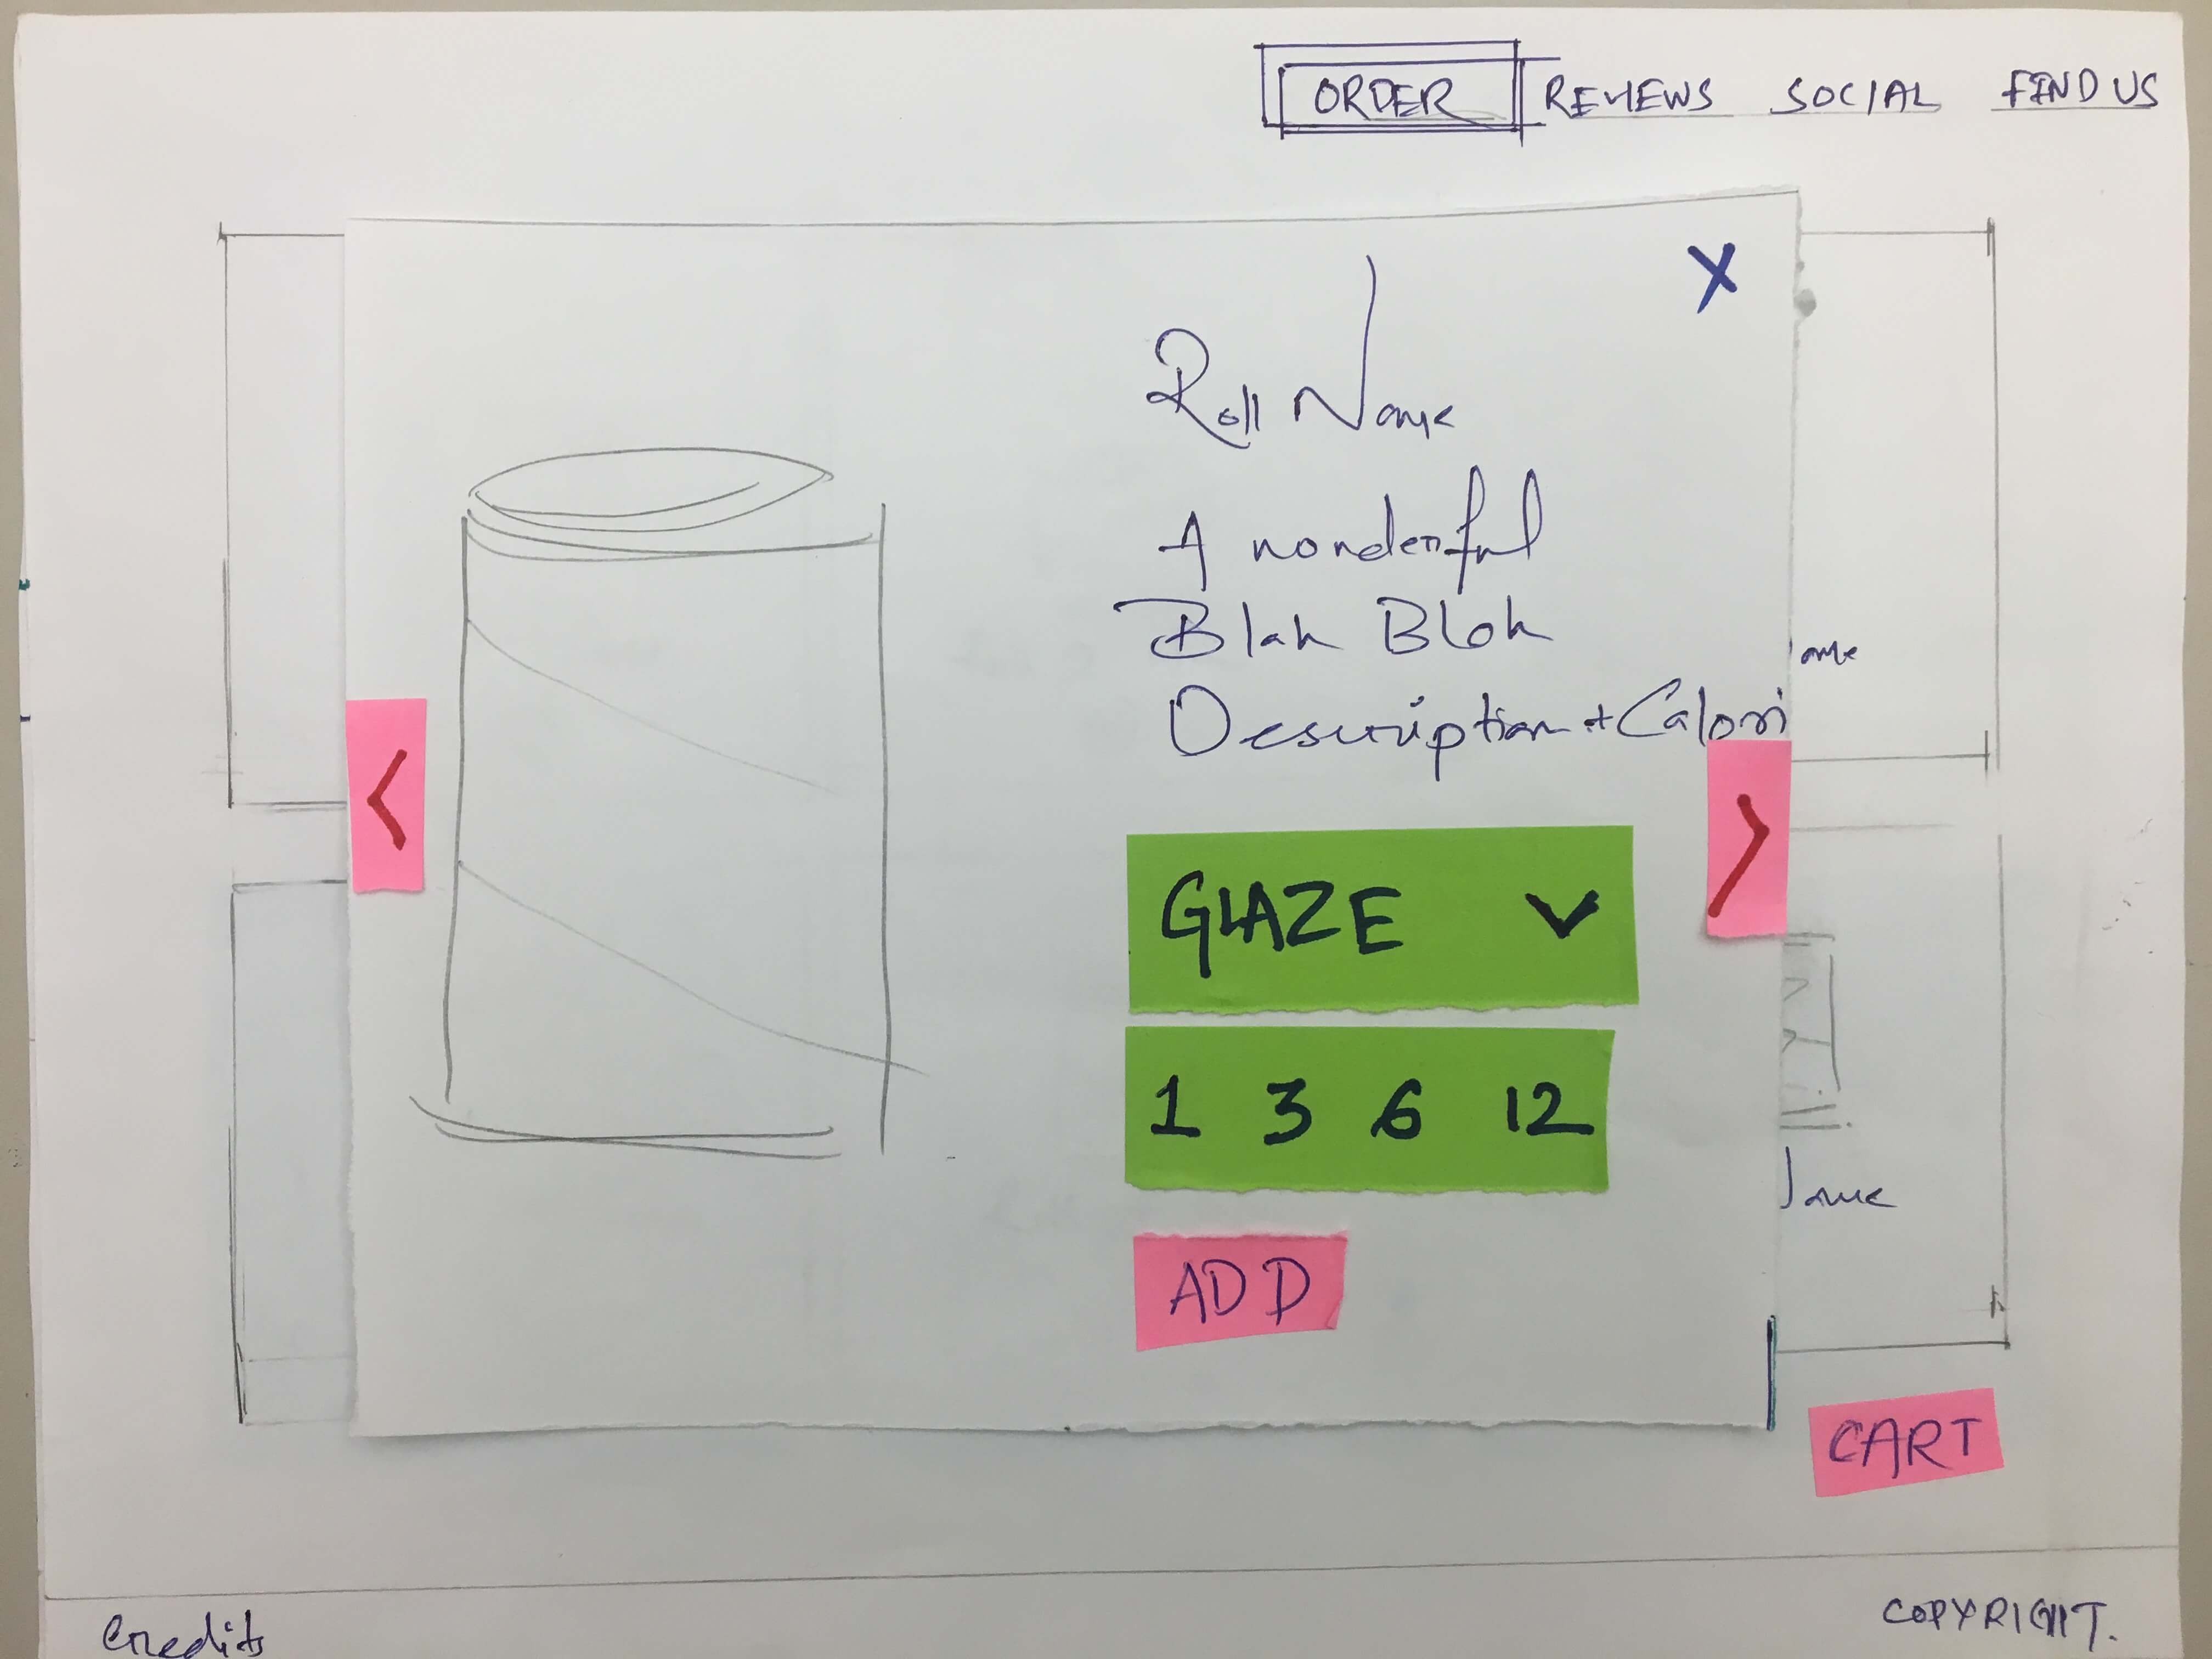 ORDER REVIEWS SOCIAL FIND US
X
Roll Name
A wonderful
Blah Blah
Description + Calori
ame
<
>
GLAZE
1 3 6 12
ame
ADD
CART
Credits
COPYRIGHT.